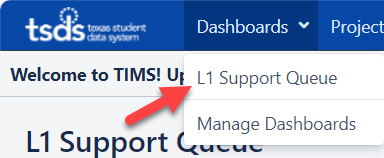 tsds texas student data system
Dashboards Project
Welcome to TIMS! Up
L1 Support Queue
Manage Dashboards
L1 Support Queue